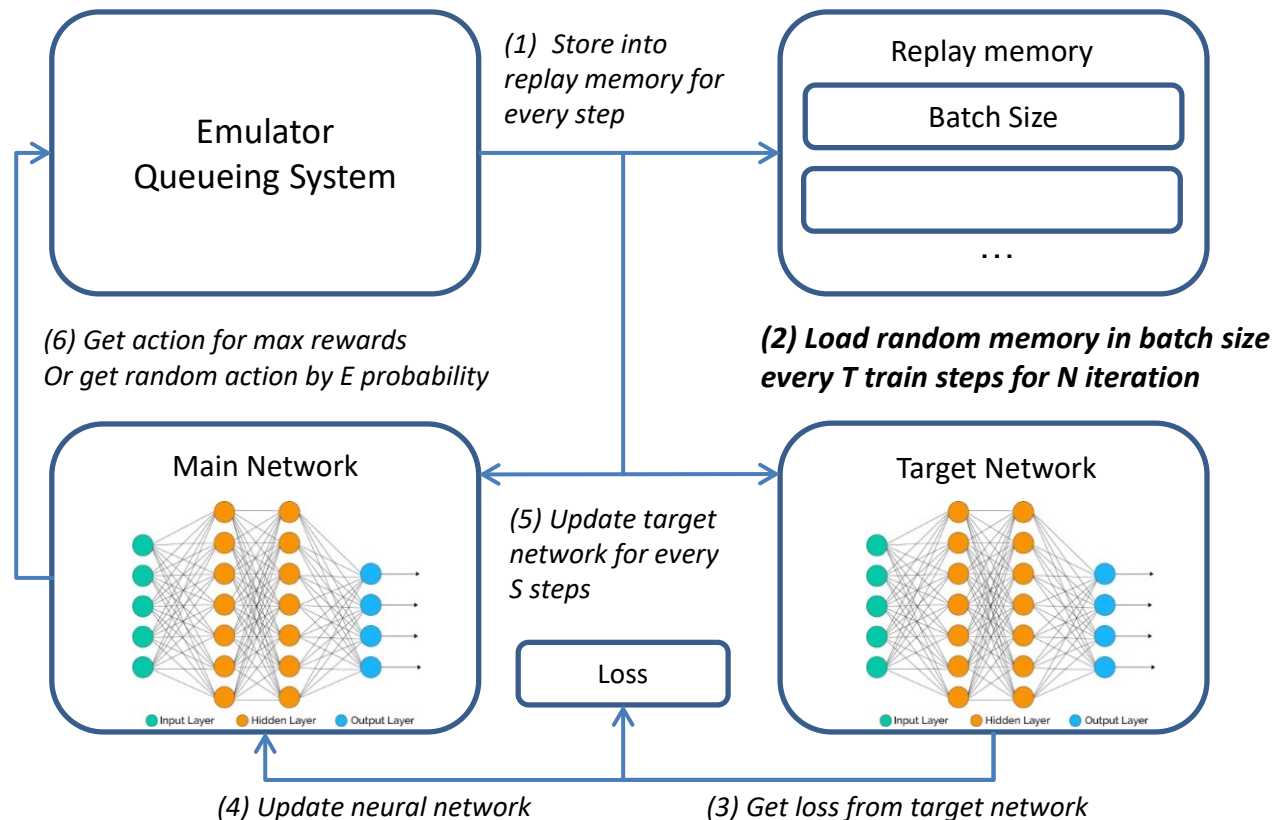 (1) Store into
replay memory for
every step
Replay memory
Batch Size
Emulator
Queueing System
...
(6) Get action for max rewards
Or get random action by E probability
(2) Load random memory in batch size
every T train steps for N iteration
Main Network
Target Network
(5) Update target
network for every
S steps
Loss
Input Layer Hidden Layer Output Layer
Input Layer Hidden Layer Output Layer
(4) Update neural network
(3) Get loss from target network